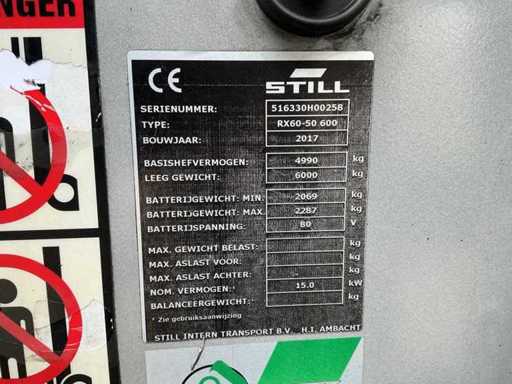 NGER
CE STILL
SERIENUMMER: 516330H00258
TYPE: RX60-50 600
BOUWJAAR: 2017
BASISHEFVERMOGEN: 4990 kg
LEEG GEWICHT: 6000 kg
BATTERIJGEWICHT: MIN. 2069 kg
BATTERIJGEWICHT: MAX. 2287 kg
BATTERIJSPANNING: 80 V
MAX. GEWICHT BELAST: kg
MAX. ASLAST VOOR: kg
MAX. ASLAST ACHTER: kg
NOM. VERMOGEN:* 15.0 kW
BALANCEERGEWICHT:* kg
* Zie gebruiksaanwijzing
STILL INTERN TRANSPORT B.V. H.I. AMBACHT